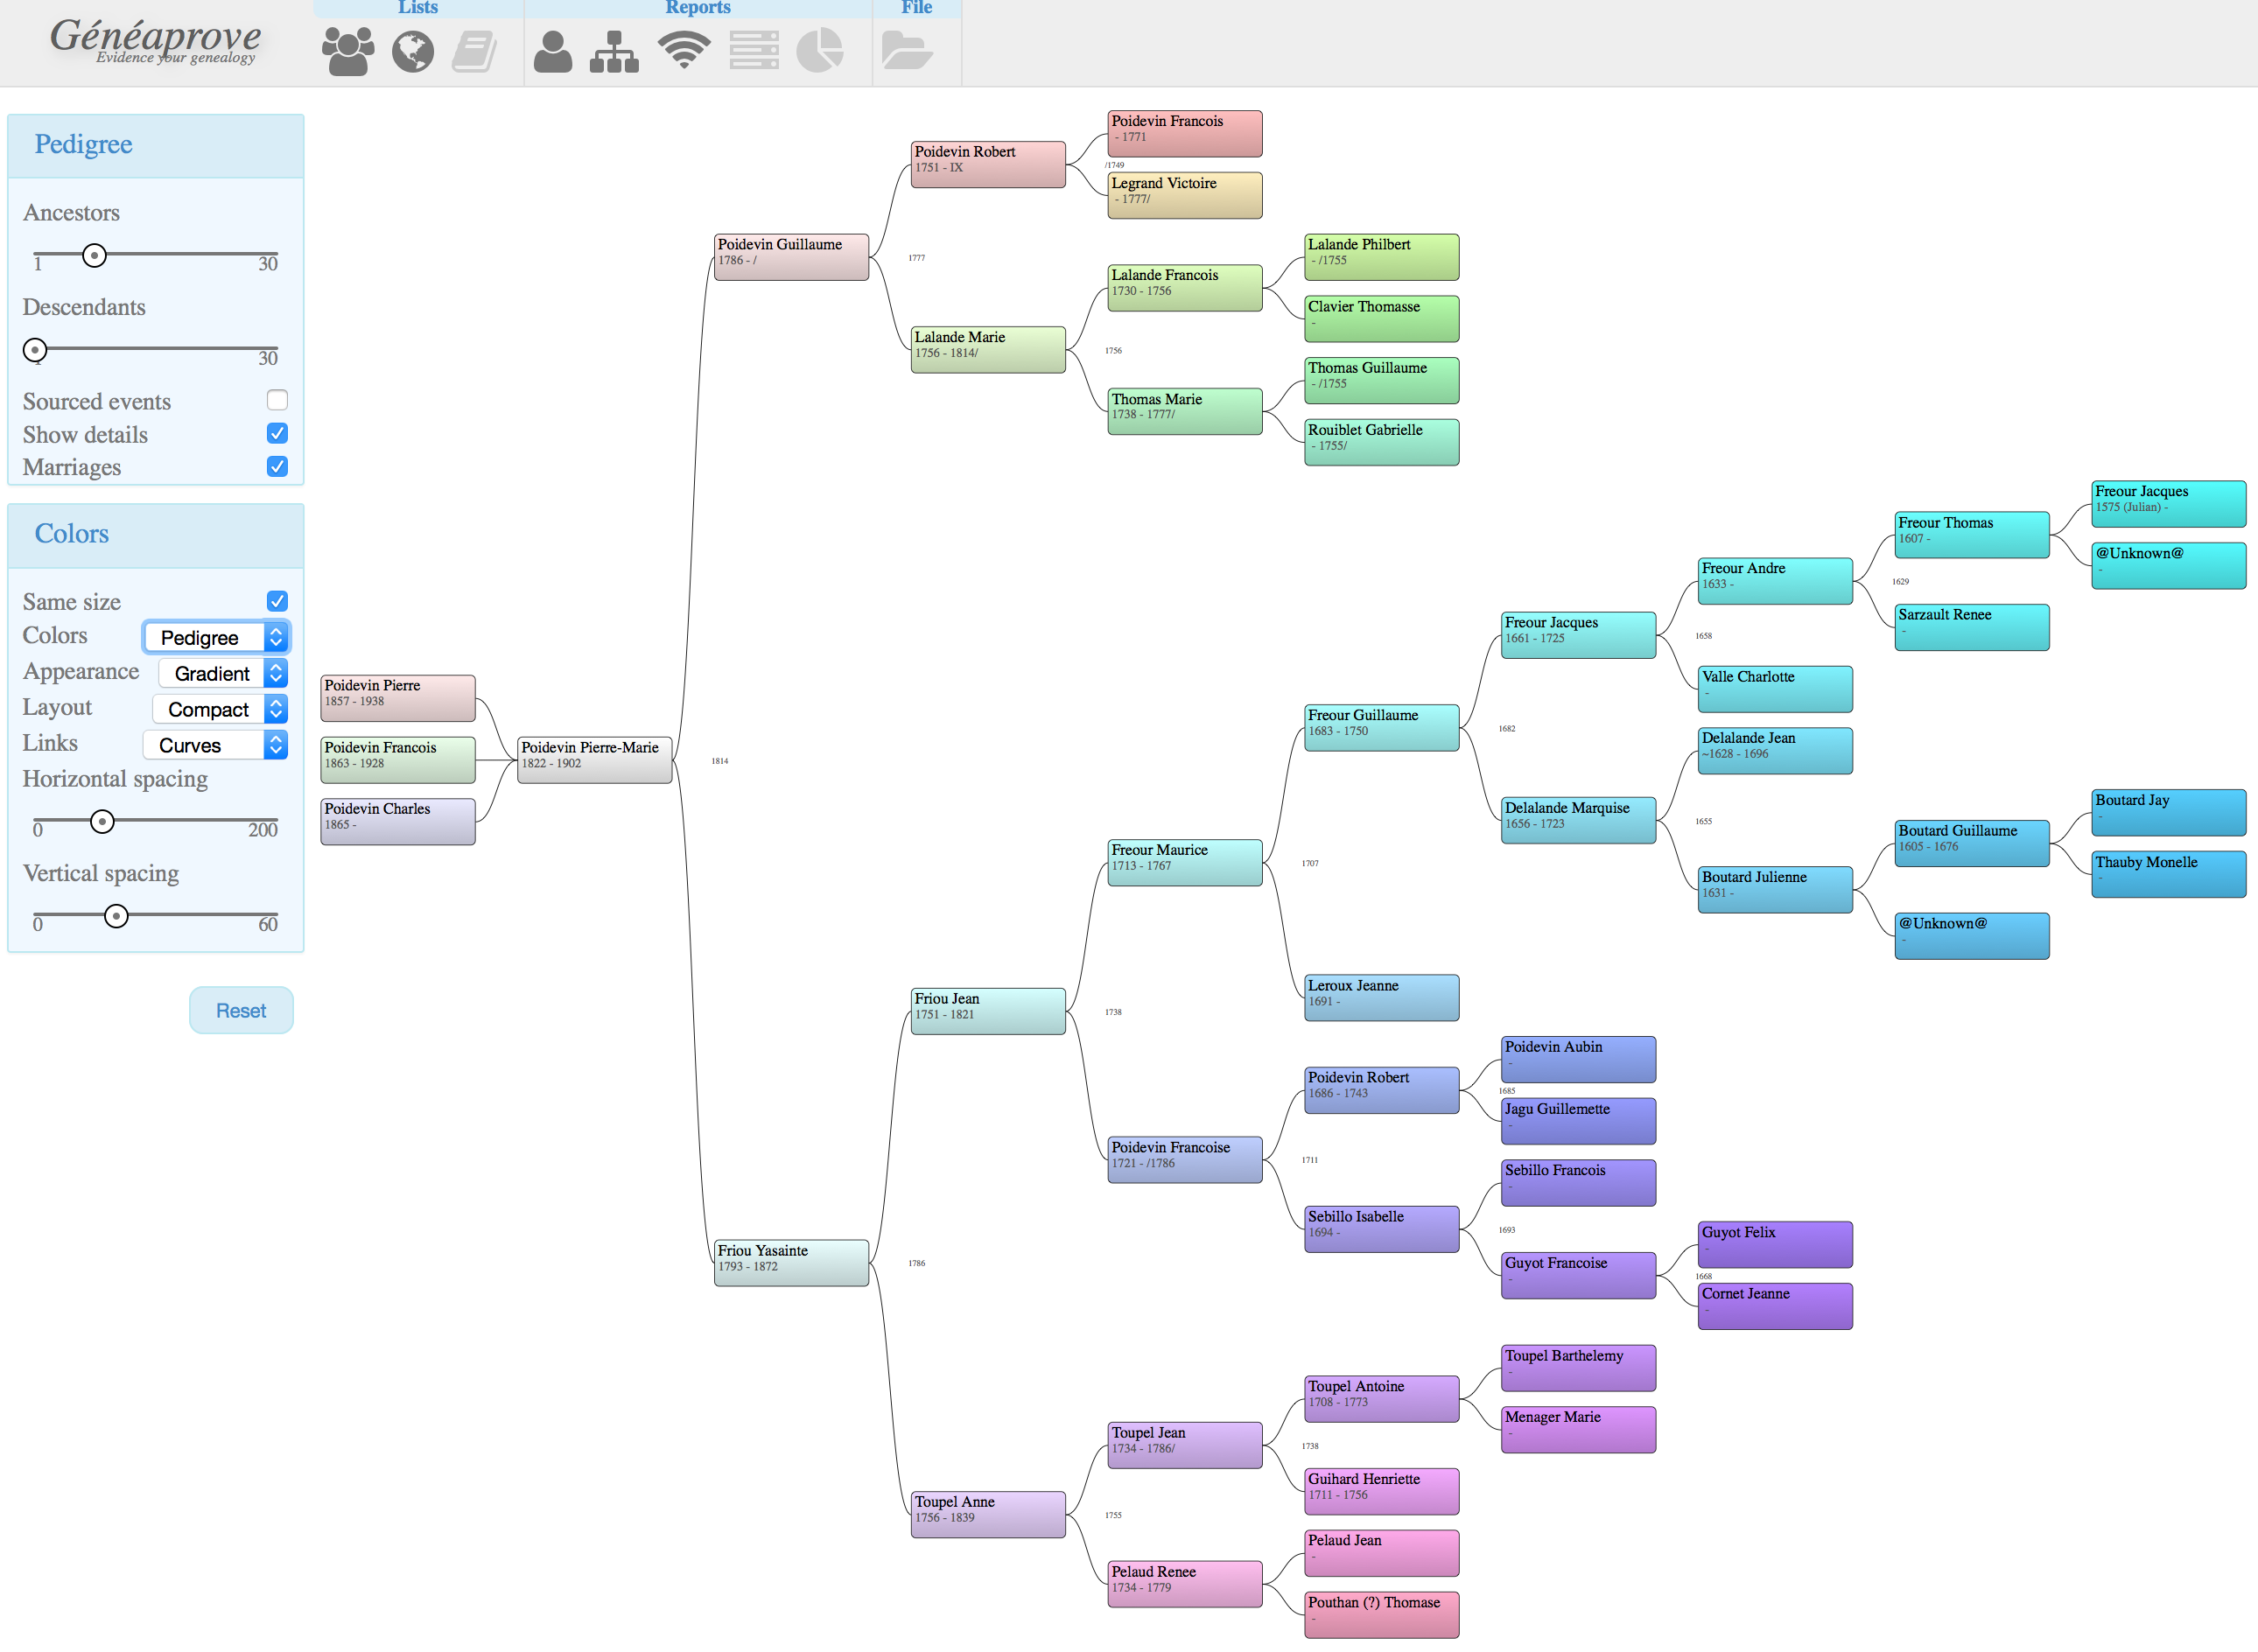 Lists
Reports
File
Généaprove
Evidence your genealogy
Pedigree
Ancestors
1
30
Descendants
1
30
Sourced events
Show details
Marriages
Colors
Same size
Colors
Pedigree
Appearance
Gradient
Layout
Compact
Links
Curves
Horizontal spacing
0
200
Vertical spacing
0
60
Reset
Poidevin Pierre
1857 - 1938
Poidevin Francois
1863 - 1928
Poidevin Charles
1865 -
Poidevin Pierre-Marie
1822 - 1902
1814
Poidevin Guillaume
1786 - /
1777
Friou Yasainte
1793 - 1872
1786
Poidevin Robert
1751 - IX
/1749
Lalande Marie
1756 - 1814/
1756
Friou Jean
1751 - 1821
1738
Toupel Anne
1756 - 1839
1755
Poidevin Francois
- 1771
Legrand Victoire
- 1777/
Lalande Francois
1730 - 1756
Thomas Marie
1738 - 1777/
Freour Maurice
1713 - 1767
1707
Poidevin Francoise
1721 - /1786
1711
Toupel Jean
1734 - 1786/
1738
Pelaud Renee
1734 - 1779
Lalande Philbert
- /1755
Clavier Thomasse
-
Thomas Guillaume
- /1755
Rouiblet Gabrielle
- 1755/
Freour Guillaume
1683 - 1750
1682
Leroux Jeanne
1691 -
Poidevin Robert
1686 - 1743
1685
Sebillo Isabelle
1694 -
1693
Toupel Antoine
1708 - 1773
Guihard Henriette
1711 - 1756
Pelaud Jean
-
Pouthan (?) Thomase
-
Freour Jacques
1661 - 1725
1658
Delalande Marquise
1656 - 1723
1655
Poidevin Aubin
-
Jagu Guillemette
-
Sebillo Francois
-
Guyot Francoise
-
1668
Toupel Barthelemy
-
Menager Marie
-
Freour Andre
1633 -
1629
Valle Charlotte
-
Delalande Jean
~1628 - 1696
Boutard Julienne
1631 -
Guyot Felix
-
Cornet Jeanne
-
Freour Thomas
1607 -
Sarzault Renee
-
Boutard Guillaume
1605 - 1676
@Unknown@
-
Freour Jacques
1575 (Julian) -
@Unknown@
-
Boutard Jay
-
Thauby Monelle
-